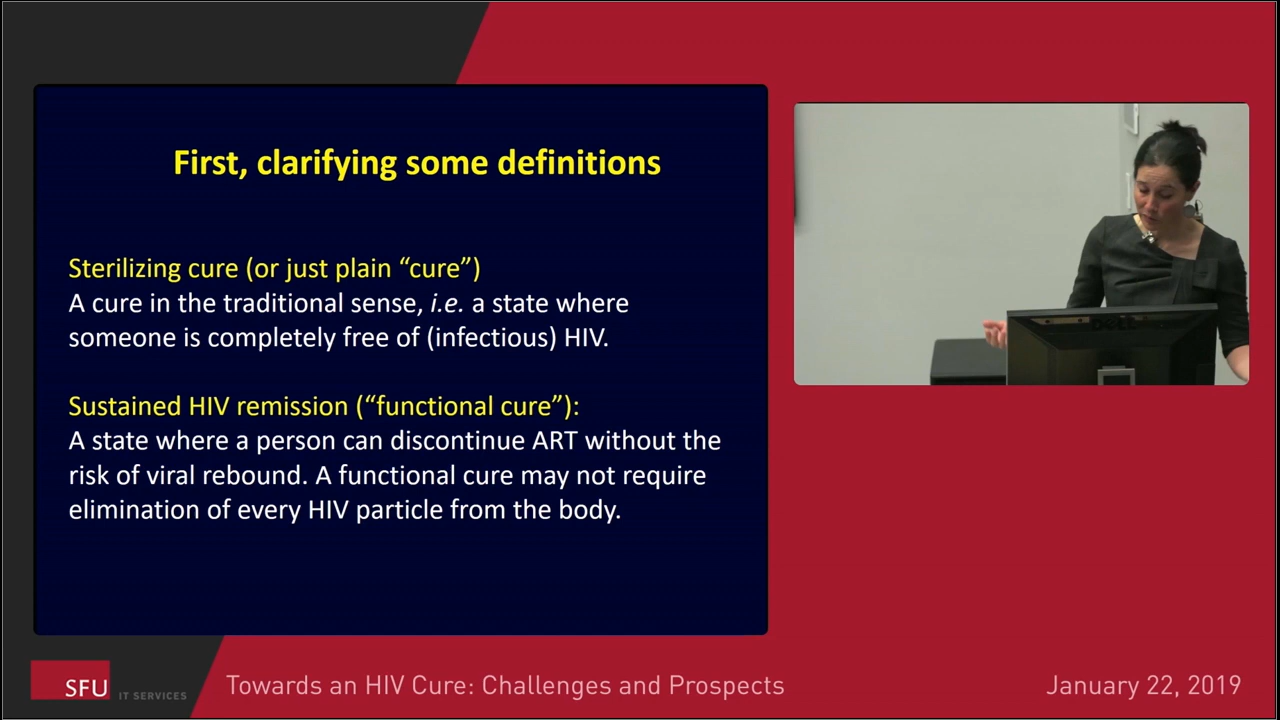 First, clarifying some definitions
Sterilizing cure (or just plain “cure”)
A cure in the traditional sense, i.e. a state where
someone is completely free of (infectious) HIV.
Sustained HIV remission (“functional cure”):
A state where a person can discontinue ART without the
risk of viral rebound. A functional cure may not require
elimination of every HIV particle from the body.
DELL
SFU IT SERVICES
Towards an HIV Cure: Challenges and Prospects
January 22, 2019